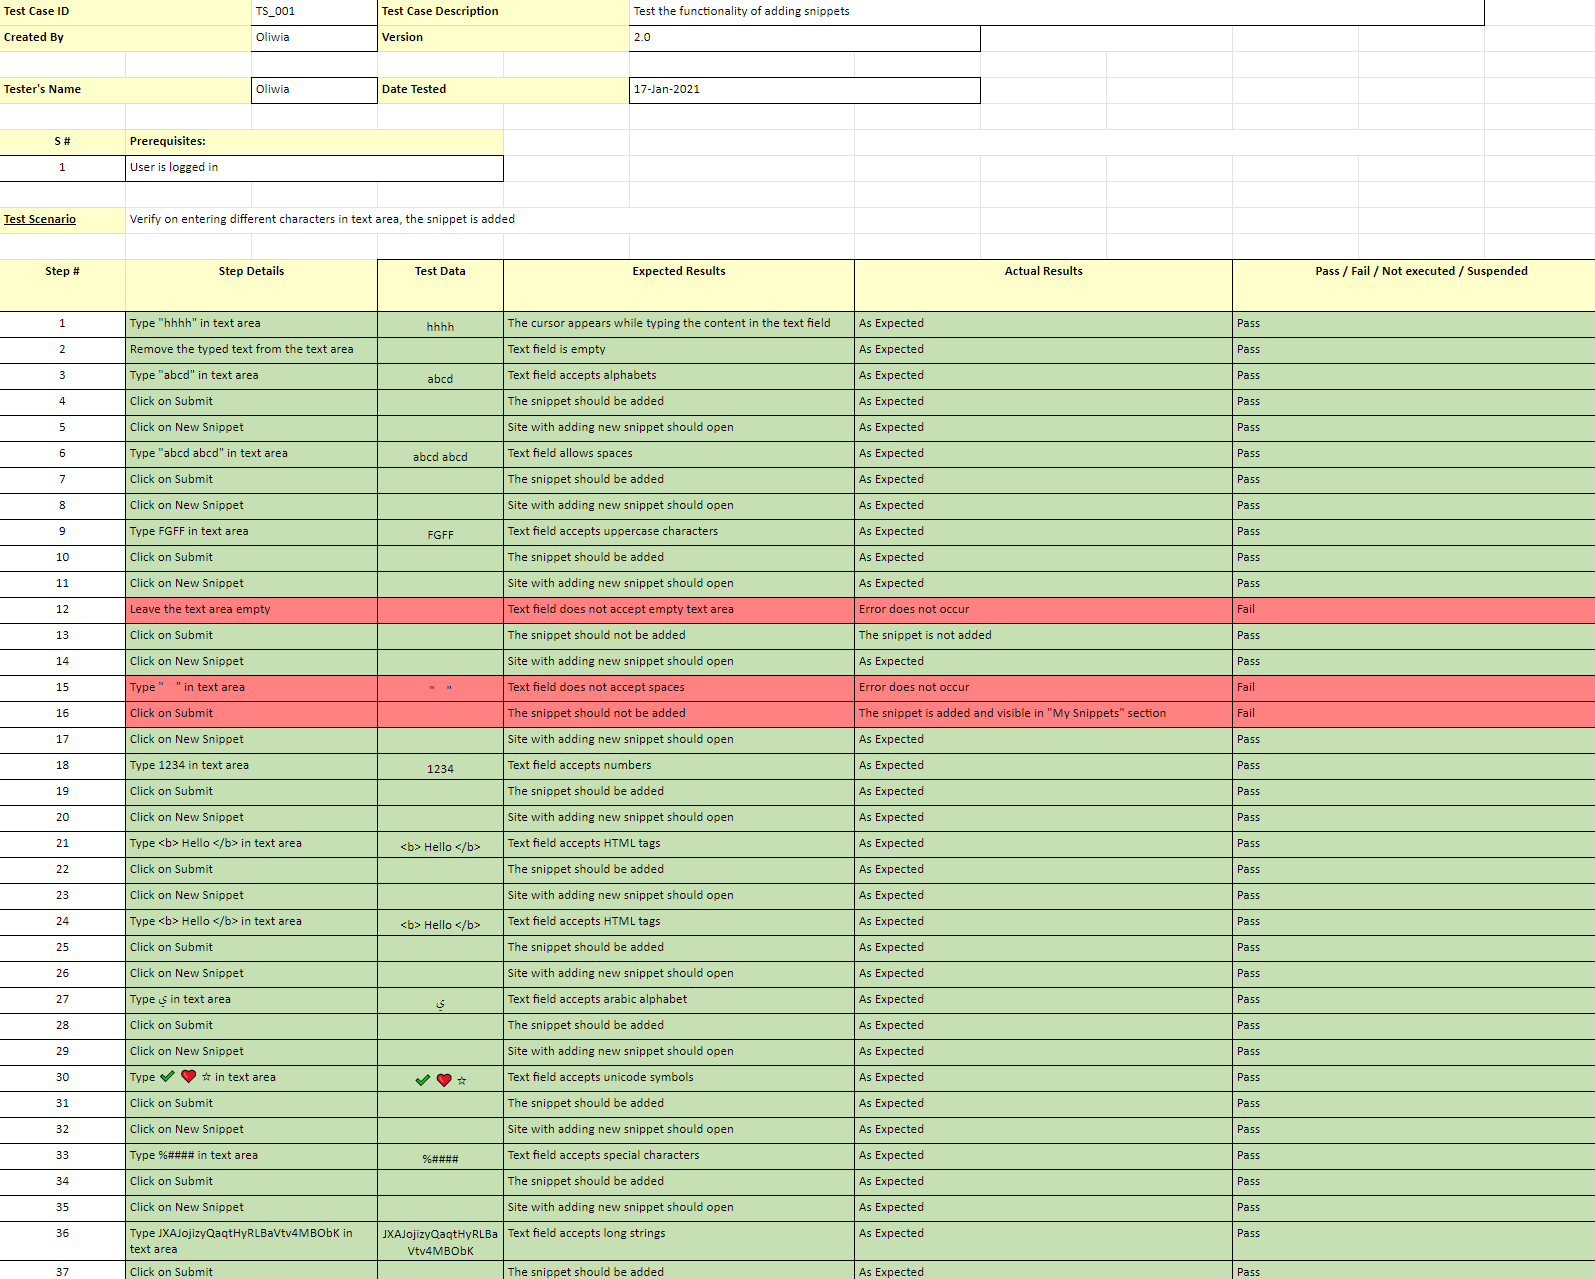 Test Case ID TS_001 Test Case Description Test the functionality of adding snippets
Created By Oliwia Version 2.0
Tester's Name Oliwia Date Tested 17-Jan-2021
S # Prerequisites:
1 User is logged in
Test Scenario Verify on entering different characters in text area, the snippet is added
Step # Step Details Test Data Expected Results Actual Results Pass / Fail / Not executed / Suspended
1 Type "hhhh" in text area hhhh The cursor appears while typing the content in the text field As Expected Pass
2 Remove the typed text from the text area Text field is empty As Expected Pass
3 Type "abcd" in text area abcd Text field accepts alphabets As Expected Pass
4 Click on Submit The snippet should be added As Expected Pass
5 Click on New Snippet Site with adding new snippet should open As Expected Pass
6 Type "abcd abcd" in text area abcd abcd Text field allows spaces As Expected Pass
7 Click on Submit The snippet should be added As Expected Pass
8 Click on New Snippet Site with adding new snippet should open As Expected Pass
9 Type FGFF in text area FGFF Text field accepts uppercase characters As Expected Pass
10 Click on Submit The snippet should be added As Expected Pass
11 Click on New Snippet Site with adding new snippet should open As Expected Pass
12 Leave the text area empty Text field does not accept empty text area Error does not occur Fail
13 Click on Submit The snippet should not be added The snippet is not added Pass
14 Click on New Snippet Site with adding new snippet should open As Expected Pass
15 Type "    " in text area "    " Text field does not accept spaces Error does not occur Fail
16 Click on Submit The snippet should not be added The snippet is added and visible in "My Snippets" section Fail
17 Click on New Snippet Site with adding new snippet should open As Expected Pass
18 Type 1234 in text area 1234 Text field accepts numbers As Expected Pass
19 Click on Submit The snippet should be added As Expected Pass
20 Click on New Snippet Site with adding new snippet should open As Expected Pass
21 Type <b> Hello </b> in text area <b> Hello </b> Text field accepts HTML tags As Expected Pass
22 Click on Submit The snippet should be added As Expected Pass
23 Click on New Snippet Site with adding new snippet should open As Expected Pass
24 Type <b> Hello </b> in text area <b> Hello </b> Text field accepts HTML tags As Expected Pass
25 Click on Submit The snippet should be added As Expected Pass
26 Click on New Snippet Site with adding new snippet should open As Expected Pass
27 Type ي in text area ي Text field accepts arabic alphabet As Expected Pass
28 Click on Submit The snippet should be added As Expected Pass
29 Click on New Snippet Site with adding new snippet should open As Expected Pass
30 Type ✔ ❤ ☆ in text area ✔ ❤ ☆ Text field accepts unicode symbols As Expected Pass
31 Click on Submit The snippet should be added As Expected Pass
32 Click on New Snippet Site with adding new snippet should open As Expected Pass
33 Type %#### in text area %#### Text field accepts special characters As Expected Pass
34 Click on Submit The snippet should be added As Expected Pass
35 Click on New Snippet Site with adding new snippet should open As Expected Pass
36 Type JXAJojizyQaqtHyRLBaVtv4MBObK in JXAJojizyQaqtHyRLBa Text field accepts long strings As Expected Pass
text area Vtv4MBObK
37 Click on Submit The snippet should be added As Expected Pass